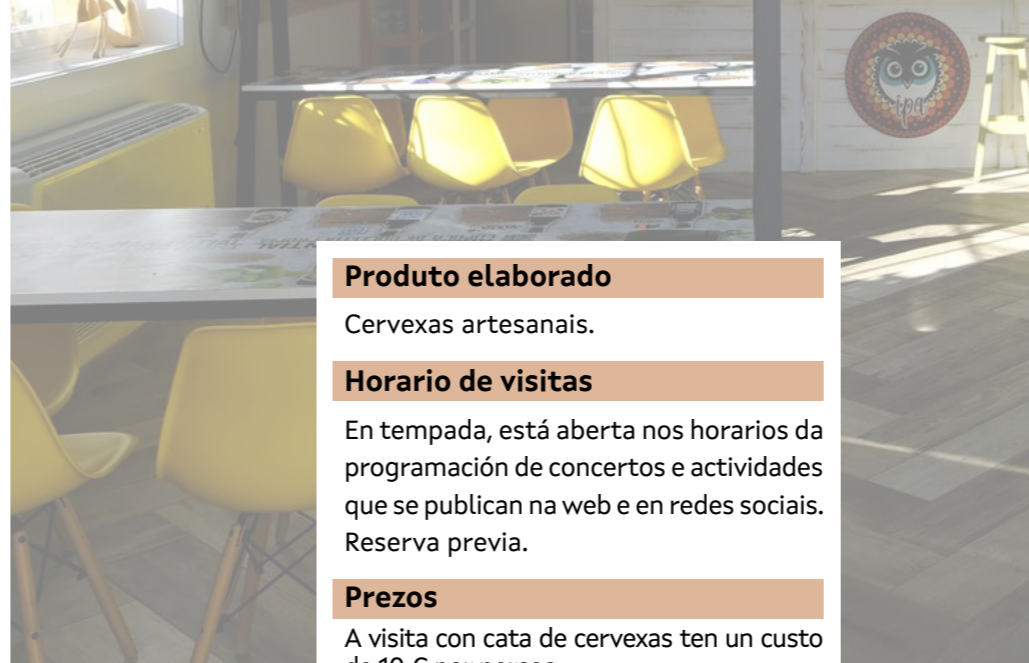 ipa
Produto elaborado
Cervexas artesanais.
Horario de visitas
En tempada, está aberta nos horarios da
programación de concertos e actividades
que se publican na web e en redes sociais.
Reserva previa.
Prezos
A visita con cata de cervexas ten un custo